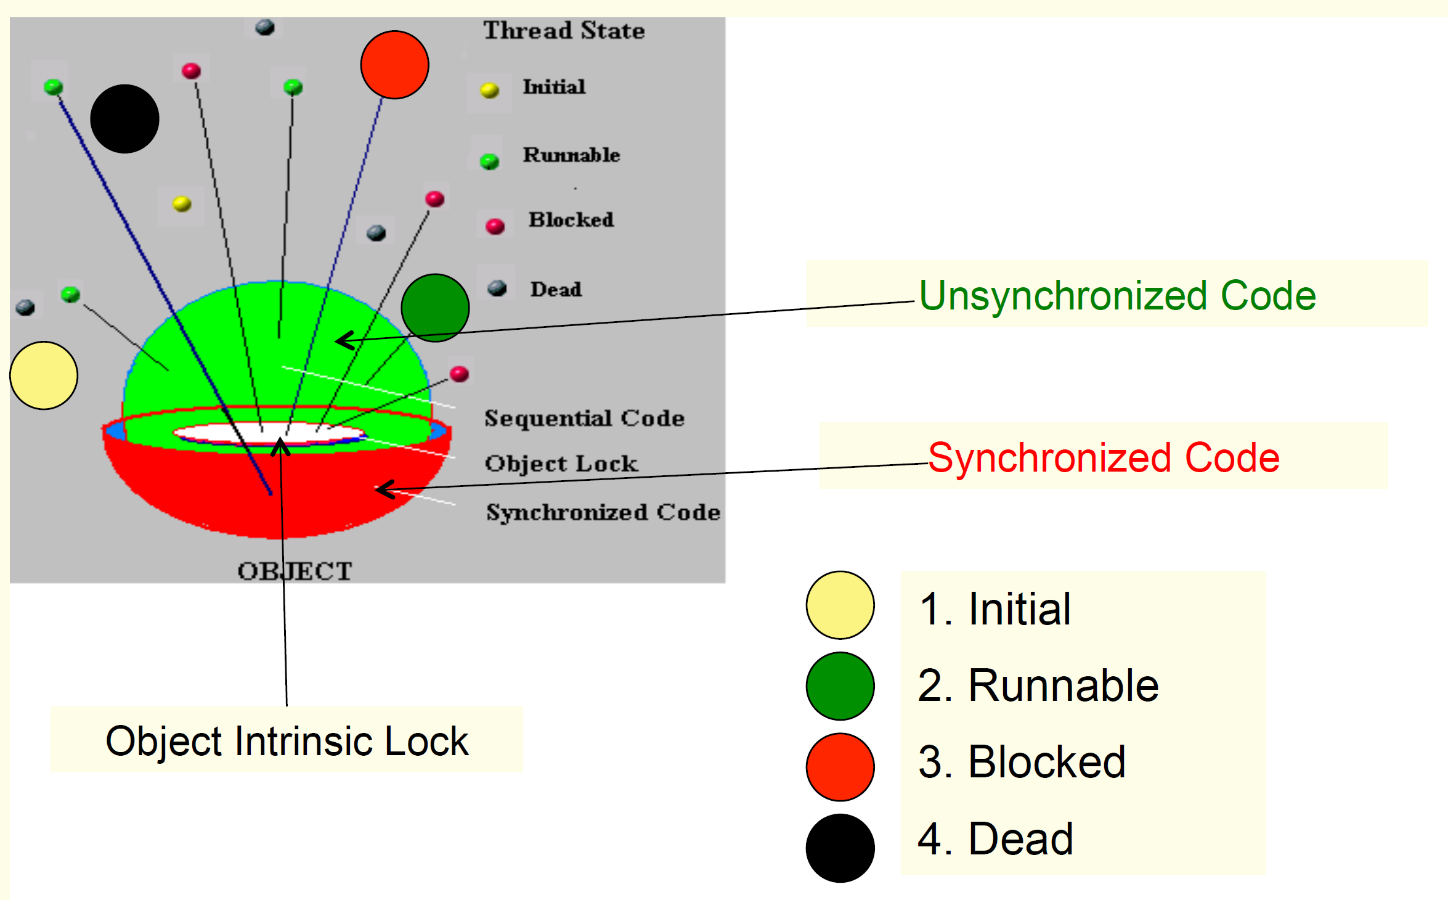 Thread State
Initial
Runnable
Blocked
Dead
Unsynchronized Code
Sequential Code
Object Lock
Synchronized Code
Synchronized Code
OBJECT
Object Intrinsic Lock
1. Initial
2. Runnable
3. Blocked
4. Dead